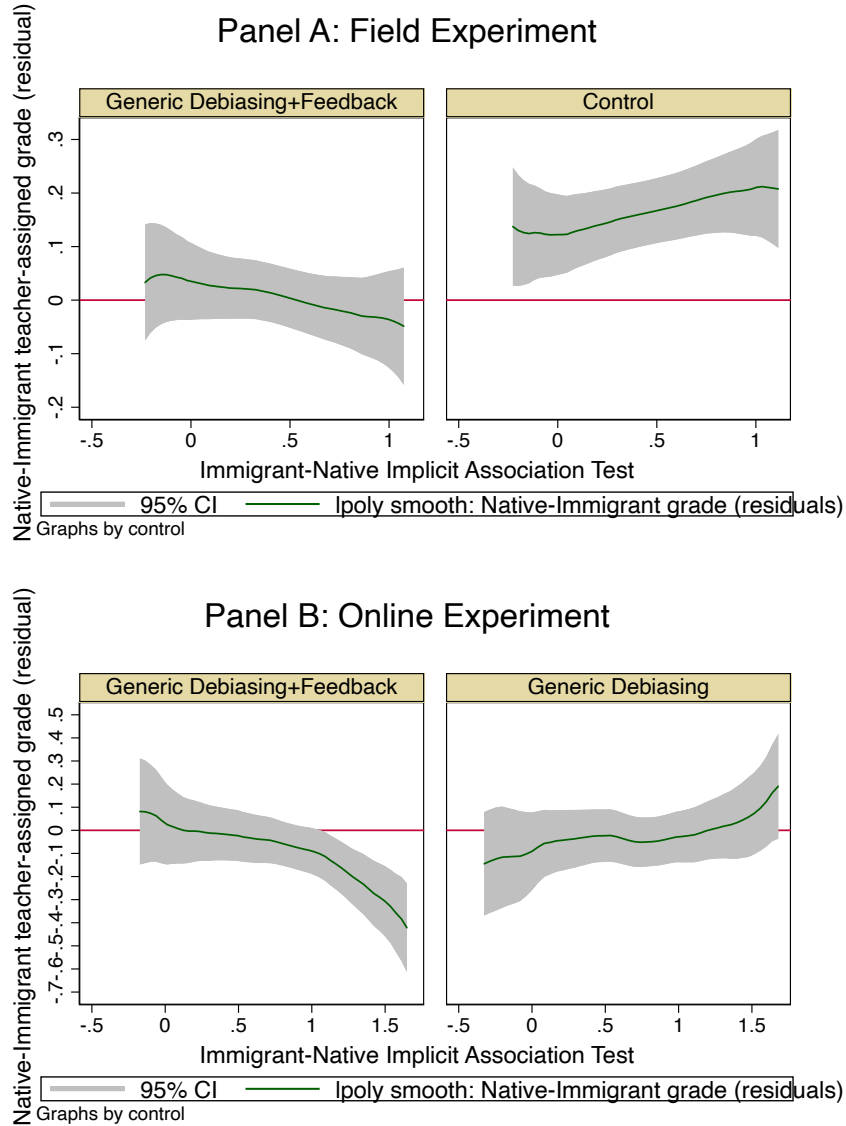 Panel A: Field Experiment
Native-Immigrant teacher-assigned grade (residual)
Generic Debiasing+Feedback
Control
.3
.2
.1
0
-.1
-.2
-.5 0 .5 1
-.5 0 .5 1
Immigrant-Native Implicit Association Test
95% CI lpoly smooth: Native-Immigrant grade (residuals)
Graphs by control
Panel B: Online Experiment
Native-Immigrant teacher-assigned grade (residual)
Generic Debiasing+Feedback
Generic Debiasing
.5
.4
.3
.2
.1
0
-.1
-.2
-.3
-.4
-.5
-.6
-.7
-.5 0 .5 1 1.5
-.5 0 .5 1 1.5
Immigrant-Native Implicit Association Test
95% CI lpoly smooth: Native-Immigrant grade (residuals)
Graphs by control